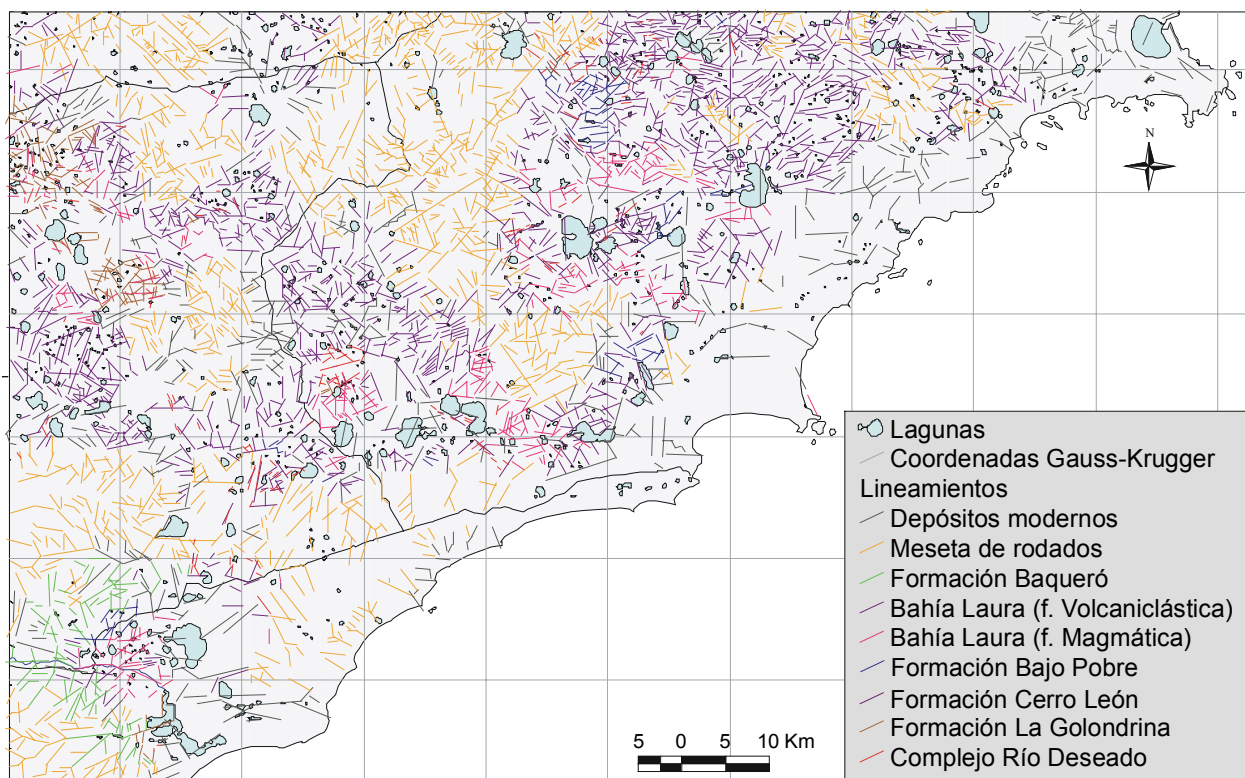 N
Lagunas
Coordenadas Gauss-Krugger
Lineamientos
Depósitos modernos
Meseta de rodados
Formación Baqueró
Bahía Laura (f. Volcaniclástica)
Bahía Laura (f. Magmática)
Formación Bajo Pobre
Formación Cerro León
Formación La Golondrina
Complejo Río Deseado
5 0 5 10 Km